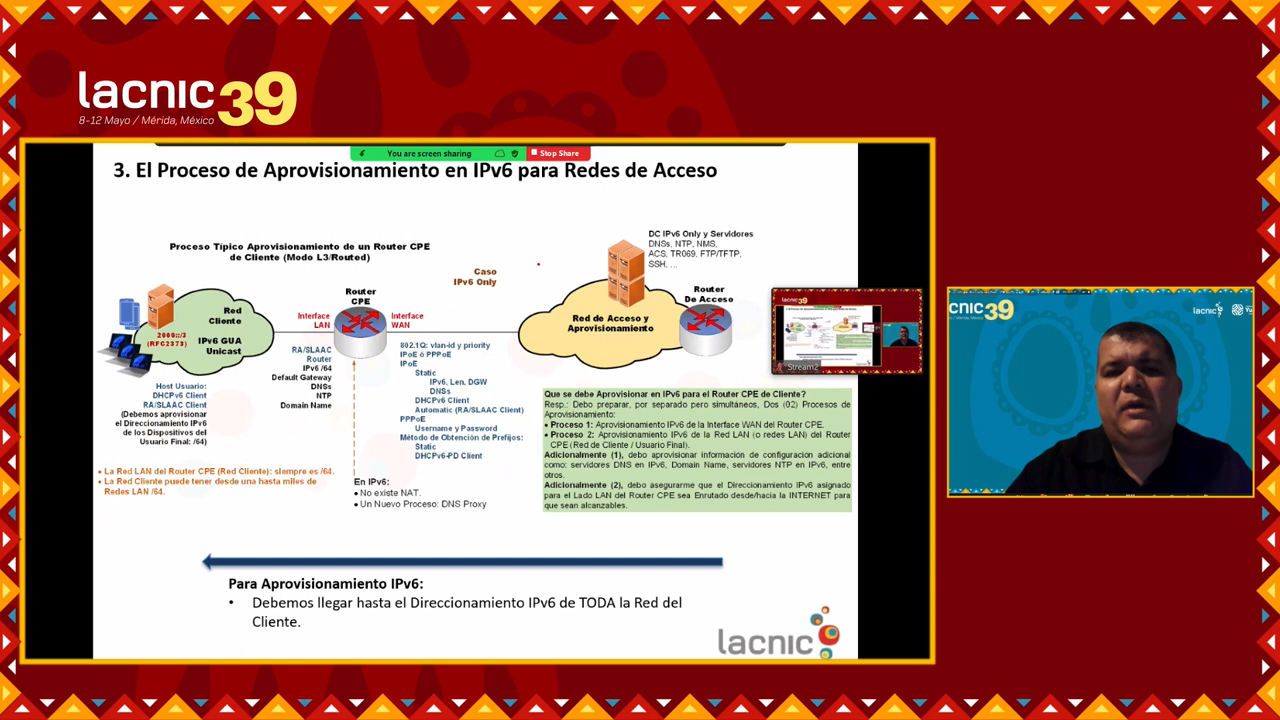 lacnic39
8-12 Mayo / Mérida, México
You are screen sharing
Stop Share
3. El Proceso de Aprovisionamiento en IPv6 para Redes de Acceso
Proceso Típico Aprovisionamiento de un Router CPE
de Cliente (Modo L3/Routed)
Caso
IPv6 Only
DC IPv6 Only y Servidores
DNSs, NTP, NMS,
ACS, TR069, FTP/TFTP,
SSH, ...
Red
Cliente
2000::/3
(RFC2373)
IPv6 GUA
Unicast
Router
CPE
Interface
LAN
Interface
WAN
Red de Acceso y
Aprovisionamiento
Router
De Acceso
Host Usuario:
DHCPv6 Client
RA/SLAAC Client
(Debemos aprovisionar
el Direccionamiento IPv6
de los Dispositivos del
Usuario Final: /64)
RA/SLAAC
Router
IPv6 /64
Default Gateway
DNSs
NTP
Domain Name
802.1Q: vlan-id y priority
IPoE ó PPPoE
IPoE
Static
IPv6, Len, DGW
DNSs
DHCPv6 Client
Automatic (RA/SLAAC Client)
PPPoE
Username y Password
Método de Obtención de Prefijos:
Static
DHCPv6-PD Client
• La Red LAN del Router CPE (Red Cliente): siempre es /64.
• La Red Cliente puede tener desde una hasta miles de
Redes LAN /64.
En IPv6:
• No existe NAT.
• Un Nuevo Proceso: DNS Proxy
Que se debe Aprovisionar en IPv6 para el Router CPE de Cliente?
Resp.: Debo preparar, por separado pero simultáneos, Dos (02) Procesos de
Aprovisionamiento:
• Proceso 1: Aprovisionamiento IPv6 de la Interface WAN del Router CPE.
• Proceso 2: Aprovisionamiento IPv6 de la Red LAN (o redes LAN) del Router
CPE (Red de Cliente / Usuario Final).
Adicionalmente (1), debo aprovisionar información de configuración adicional
como: servidores DNS en IPv6, Domain Name, servidores NTP en IPv6, entre
otros.
Adicionalmente (2), debo asegurarme que el Direccionamiento IPv6 asignado
para el Lado LAN del Router CPE sea Enrutado desde/hacia la INTERNET para
que sean alcanzables.
Para Aprovisionamiento IPv6:
• Debemos llegar hasta el Direccionamiento IPv6 de TODA la Red del
Cliente.
lacnic
lacnic39
Stream2
cnic39
lacnic